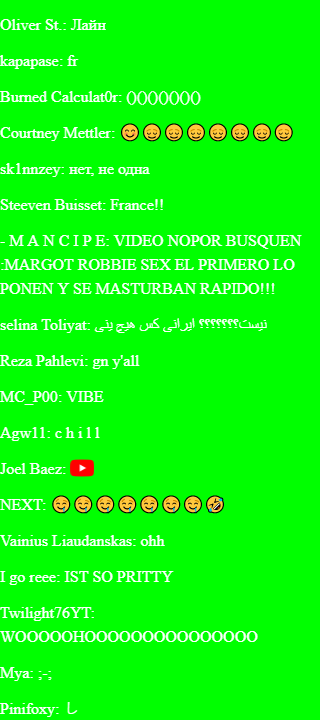 Oliver St.: Лайн
kapapase: fr
Burned Calculat0r: ()()()()()()()
Courtney Mettler: 😊😌😌😌😌😌😌😌
sk1nnzey: нет, не одна
Steeven Buisset: France!!
- M A N C I P E: VIDEO NOPOR BUSQUEN
:MARGOT ROBBIE SEX EL PRIMERO LO
PONEN Y SE MASTURBAN RAPIDO!!!
selina Toliyat: ایرانی کس هیچ ینی ؟؟؟؟؟؟؟نیست
Reza Pahlevi: gn y'all
MC_P00: VIBE
Agw11: c h i l l
Joel Baez:
NEXT: 😊😊😊😊😊😊😊🤣
Vainius Liaudanskas: ohh
I go reee: IST SO PRITTY
Twilight76YT:
WOOOOOHOOOOOOOOOOOOOOO
Mya: ;-;
Pinifoxy: し